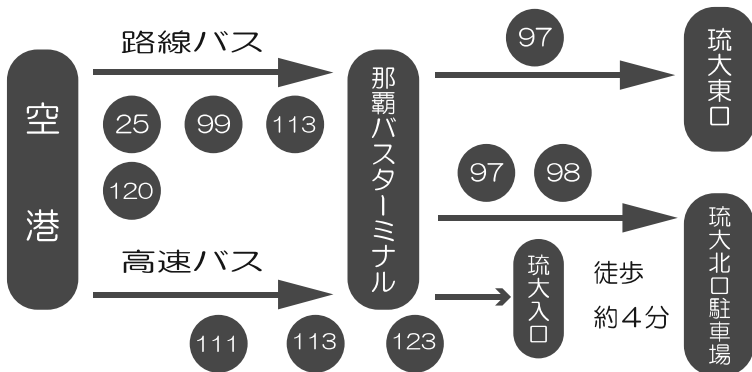 空港
路線バス
25 99 113
120
高速バス
111 113 123
那覇バスターミナル
97
琉大東口
97 98
琉大北口駐車場
琉大入口
徒歩
約4分